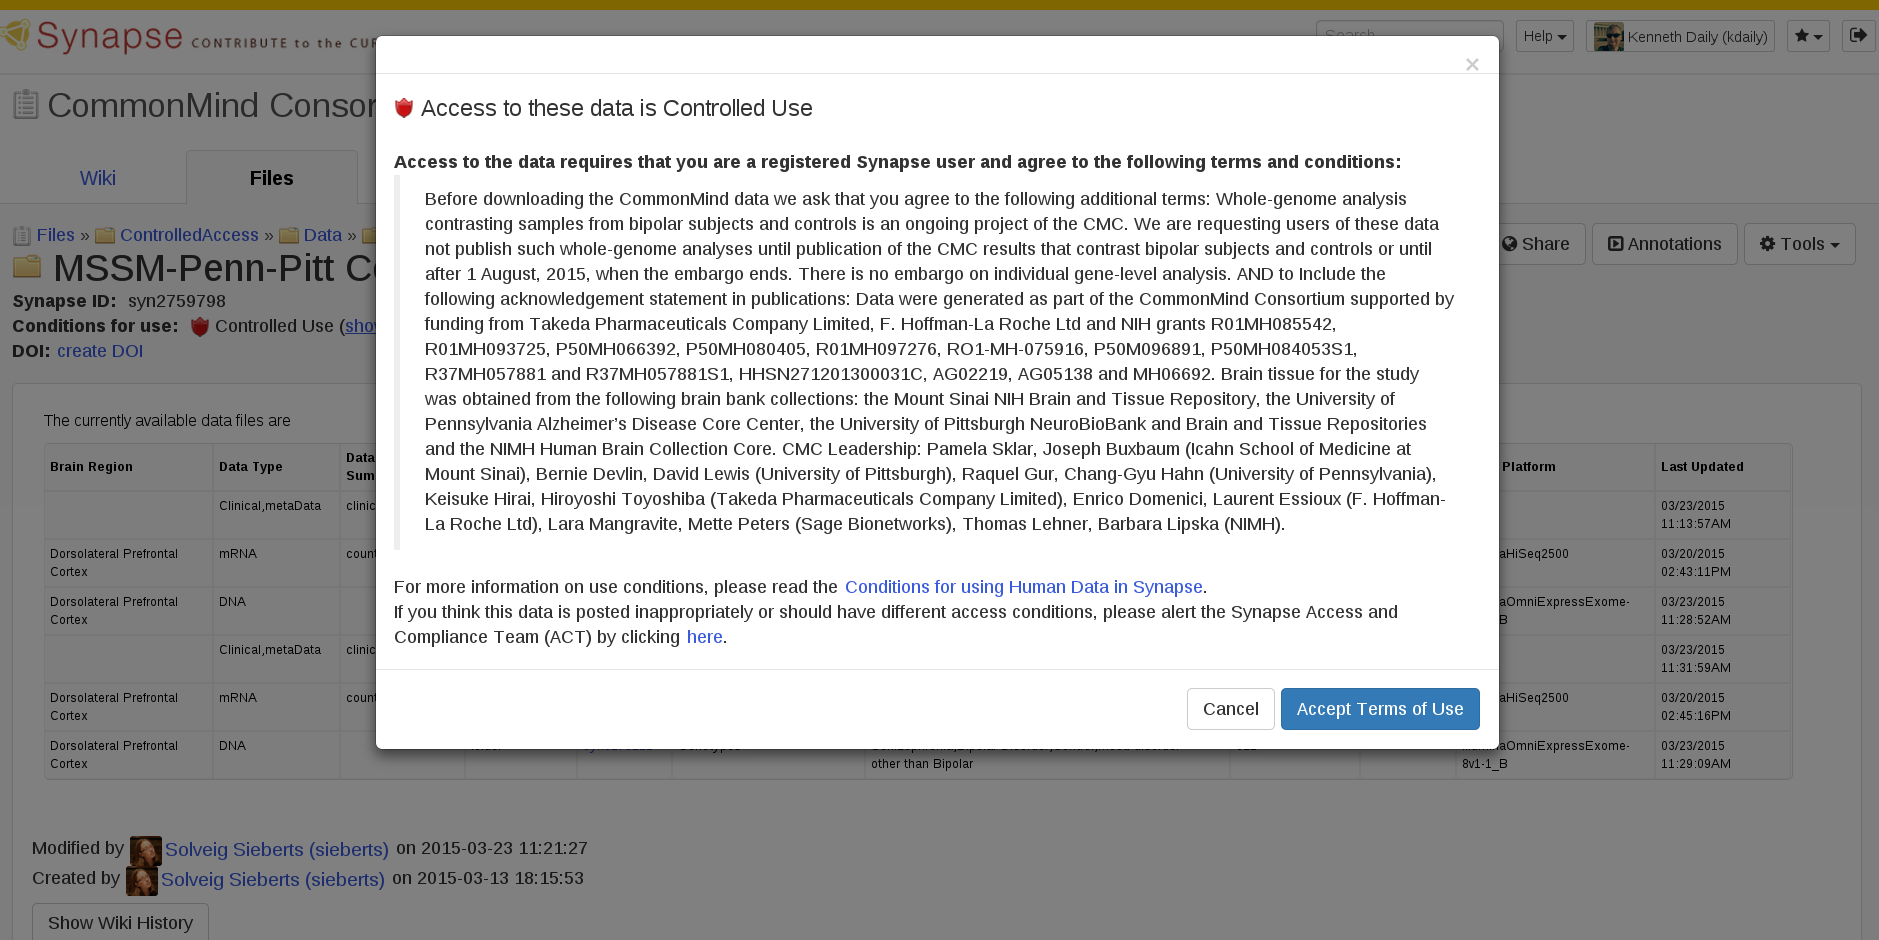 Synapse CONTRIBUTE to the CUR
Search
Help
Kenneth Daily (kdaily)
CommonMind Consor
Wiki
Files
Files » ControlledAccess » Data »
MSSM-Penn-Pitt
Synapse ID: syn2759798
Conditions for use: Controlled Use (show
DOI: create DOI
Share
Annotations
Tools
×
Access to these data is Controlled Use
Access to the data requires that you are a registered Synapse user and agree to the following terms and conditions:
Before downloading the CommonMind data we ask that you agree to the following additional terms: Whole-genome analysis
contrasting samples from bipolar subjects and controls is an ongoing project of the CMC. We are requesting users of these data
not publish such whole-genome analyses until publication of the CMC results that contrast bipolar subjects and controls or until
after 1 August, 2015, when the embargo ends. There is no embargo on individual gene-level analysis. AND to Include the
following acknowledgement statement in publications: Data were generated as part of the CommonMind Consortium supported by
funding from Takeda Pharmaceuticals Company Limited, F. Hoffman-La Roche Ltd and NIH grants R01MH085542,
R01MH093725, P50MH066392, P50MH080405, R01MH097276, RO1-MH-075916, P50M096891, P50MH084053S1,
R37MH057881 and R37MH057881S1, HHSN271201300031C, AG02219, AG05138 and MH06692. Brain tissue for the study
was obtained from the following brain bank collections: the Mount Sinai NIH Brain and Tissue Repository, the University of
Pennsylvania Alzheimer’s Disease Core Center, the University of Pittsburgh NeuroBioBank and Brain and Tissue Repositories
and the NIMH Human Brain Collection Core. CMC Leadership: Pamela Sklar, Joseph Buxbaum (Icahn School of Medicine at
Mount Sinai), Bernie Devlin, David Lewis (University of Pittsburgh), Raquel Gur, Chang-Gyu Hahn (University of Pennsylvania),
Keisuke Hirai, Hiroyoshi Toyoshiba (Takeda Pharmaceuticals Company Limited), Enrico Domenici, Laurent Essioux (F. Hoffman-
La Roche Ltd), Lara Mangravite, Mette Peters (Sage Bionetworks), Thomas Lehner, Barbara Lipska (NIMH).
For more information on use conditions, please read the Conditions for using Human Data in Synapse.
If you think this data is posted inappropriately or should have different access conditions, please alert the Synapse Access and
Compliance Team (ACT) by clicking here.
Cancel
Accept Terms of Use
The currently available data files are
Brain Region Data Type Data Platform Last Updated
Sum
Clinical,metaData clinic 03/23/2015
11:13:57AM
Dorsolateral Prefrontal mRNA count aHiSeq2500 03/20/2015
Cortex 02:43:11PM
Dorsolateral Prefrontal DNA aOmniExpressExome- 03/23/2015
Cortex B 11:28:52AM
Clinical,metaData clinic 03/23/2015
11:31:59AM
Dorsolateral Prefrontal mRNA count aHiSeq2500 03/20/2015
Cortex 02:45:16PM
Dorsolateral Prefrontal DNA other than Bipolar aOmniExpressExome- 03/23/2015
Cortex 8v1-1_B 11:29:09AM
Modified by Solveig Sieberts (sieberts) on 2015-03-23 11:21:27
Created by Solveig Sieberts (sieberts) on 2015-03-13 18:15:53
Show Wiki History